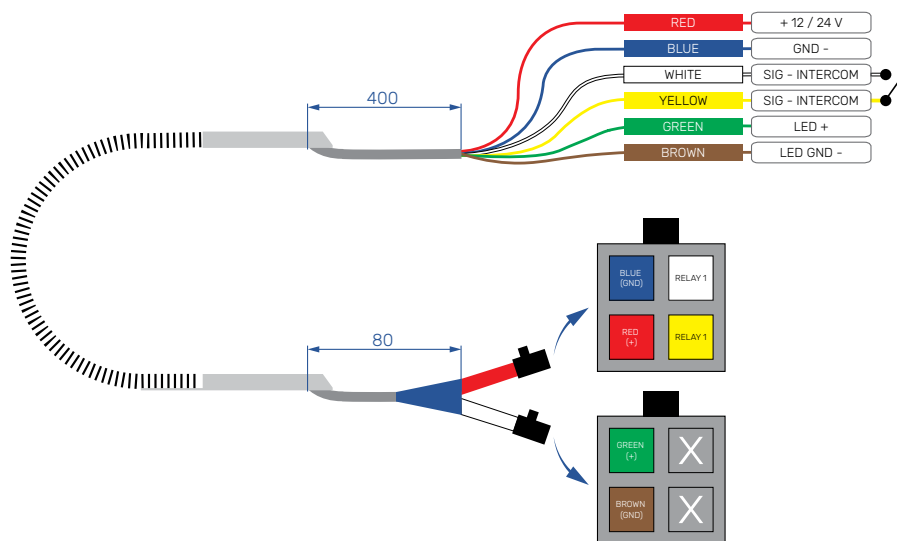 RED + 12 / 24 V
BLUE GND -
WHITE SIG - INTERCOM
YELLOW SIG - INTERCOM
GREEN LED +
BROWN LED GND -
400
80
BLUE
(GND)
RELAY 1
RED
(+)
RELAY 1
GREEN
(+)
X
BROWN
(GND)
X